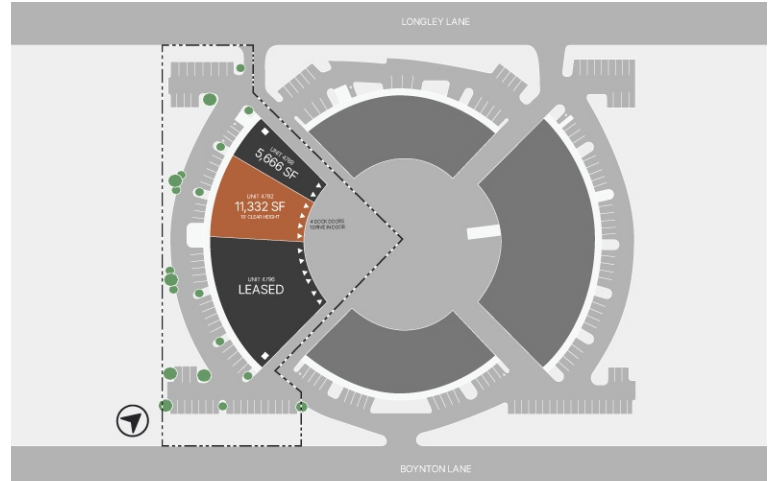 LONGLEY LANE
UNIT 4788
5,666 SF
UNIT 4792
11,332 SF
15' CLEAR HEIGHT
4 DOCK DOORS
1 DRIVE IN DOOR
UNIT 4796
LEASED
BOYNTON LANE